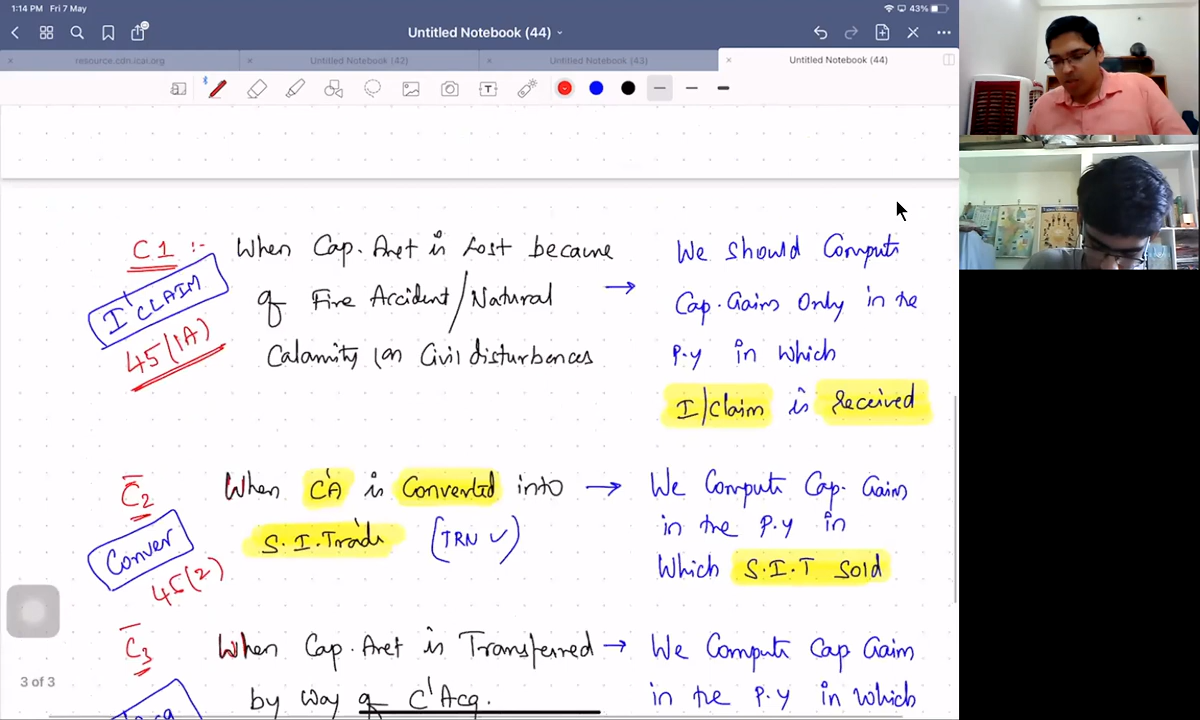 1:14 PM Fri 7 May
43%
Untitled Notebook (44)
resource.cdn.icai.org
Untitled Notebook (42)
Untitled Notebook (43)
Untitled Notebook (44)
C1 :- When Cap. Asset is Lost because → We should Compute
I'CLAIM of Fire Accident/Natural Cap. Gains Only in the
45(1A) Calamity (or) Civil disturbences P.y in which
I/Claim is received
C2 When CA is Converted into → We Compute Cap. Gains
Conver S.I.Trade (TRN ✓) in the P.y in
45(2) which S.I.T Sold
C3 When Cap. Asset is Transferred → We Compute Cap Gain
by way of C'Acq. in the P.y in which
3 of 3